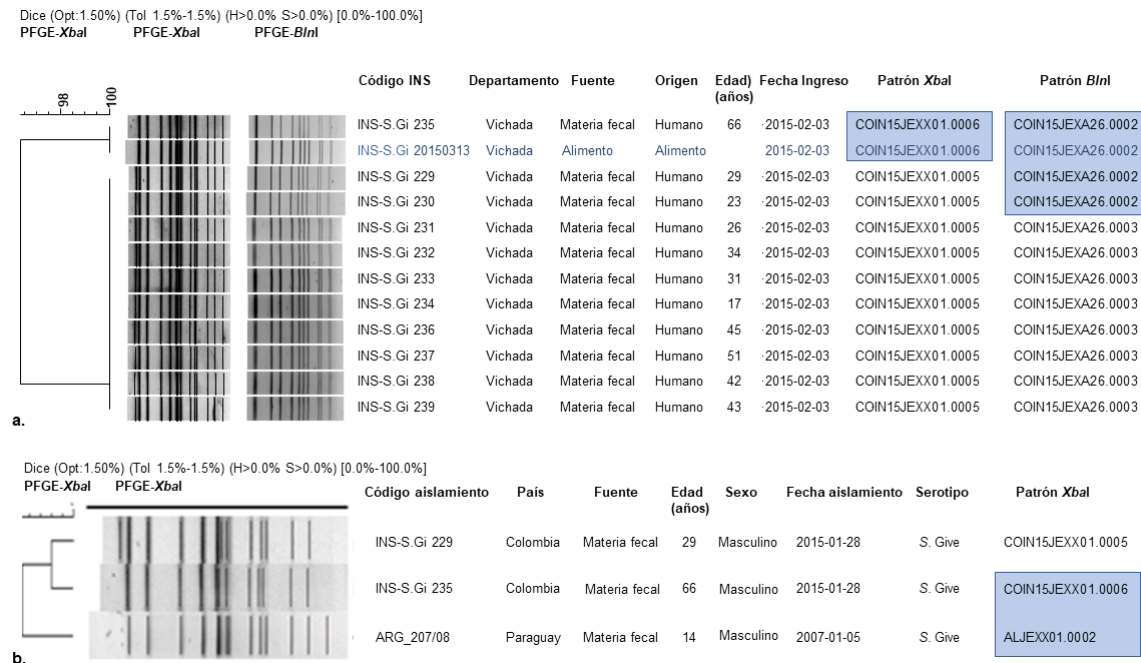 Dice (Opt:1.50%) (Tol 1.5%-1.5%) (H>0.0% S>0.0%) [0.0%-100.0%]
PFGE-XbaI PFGE-XbaI PFGE-BlnI
98 100
Código INS Departamento Fuente Origen Edad) (años) Fecha Ingreso Patrón XbaI Patrón BlnI
INS-S.Gi 235 Vichada Materia fecal Humano 66 ·2015-02-03 COIN15JEXX01.0006 COIN15JEXA26.0002
INS-S.Gi 20150313 Vichada Alimento Alimento 2015-02-03 COIN15JEXX01.0006 COIN15JEXA26.0002
INS-S.Gi 229 Vichada Materia fecal Humano 29 ·2015-02-03 COIN15JEXX01.0005 COIN15JEXA26.0002
INS-S.Gi 230 Vichada Materia fecal Humano 23 ·2015-02-03 COIN15JEXX01.0005 COIN15JEXA26.0002
INS-S.Gi 231 Vichada Materia fecal Humano 26 ·2015-02-03 COIN15JEXX01.0005 COIN15JEXA26.0003
INS-S.Gi 232 Vichada Materia fecal Humano 34 ·2015-02-03 COIN15JEXX01.0005 COIN15JEXA26.0003
INS-S.Gi 233 Vichada Materia fecal Humano 31 ·2015-02-03 COIN15JEXX01.0005 COIN15JEXA26.0003
INS-S.Gi 234 Vichada Materia fecal Humano 17 ·2015-02-03 COIN15JEXX01.0005 COIN15JEXA26.0003
INS-S.Gi 236 Vichada Materia fecal Humano 45 ·2015-02-03 COIN15JEXX01.0005 COIN15JEXA26.0003
INS-S.Gi 237 Vichada Materia fecal Humano 51 ·2015-02-03 COIN15JEXX01.0005 COIN15JEXA26.0003
INS-S.Gi 238 Vichada Materia fecal Humano 42 ·2015-02-03 COIN15JEXX01.0005 COIN15JEXA26.0003
INS-S.Gi 239 Vichada Materia fecal Humano 43 ·2015-02-03 COIN15JEXX01.0005 COIN15JEXA26.0003
a.
Dice (Opt:1.50%) (Tol 1.5%-1.5%) (H>0.0% S>0.0%) [0.0%-100.0%]
PFGE-XbaI PFGE-XbaI
Código aislamiento País Fuente Edad (años) Sexo Fecha aislamiento Serotipo Patrón XbaI
INS-S.Gi 229 Colombia Materia fecal 29 Masculino 2015-01-28 S. Give COIN15JEXX01.0005
INS-S.Gi 235 Colombia Materia fecal 66 Masculino 2015-01-28 S. Give COIN15JEXX01.0006
ARG_207/08 Paraguay Materia fecal 14 Masculino 2007-01-05 S. Give ALJEXX01.0002
b.